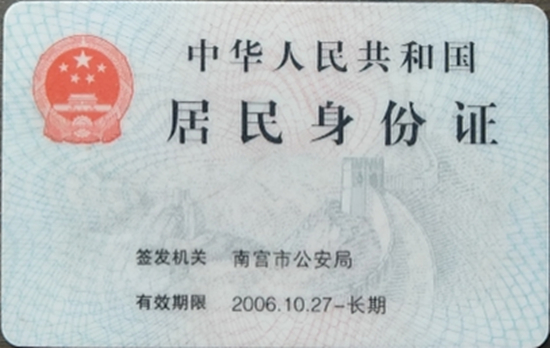 中华人民共和国
居民身份证
签发机关 南宫市公安局
有效期限 2006.10.27-长期